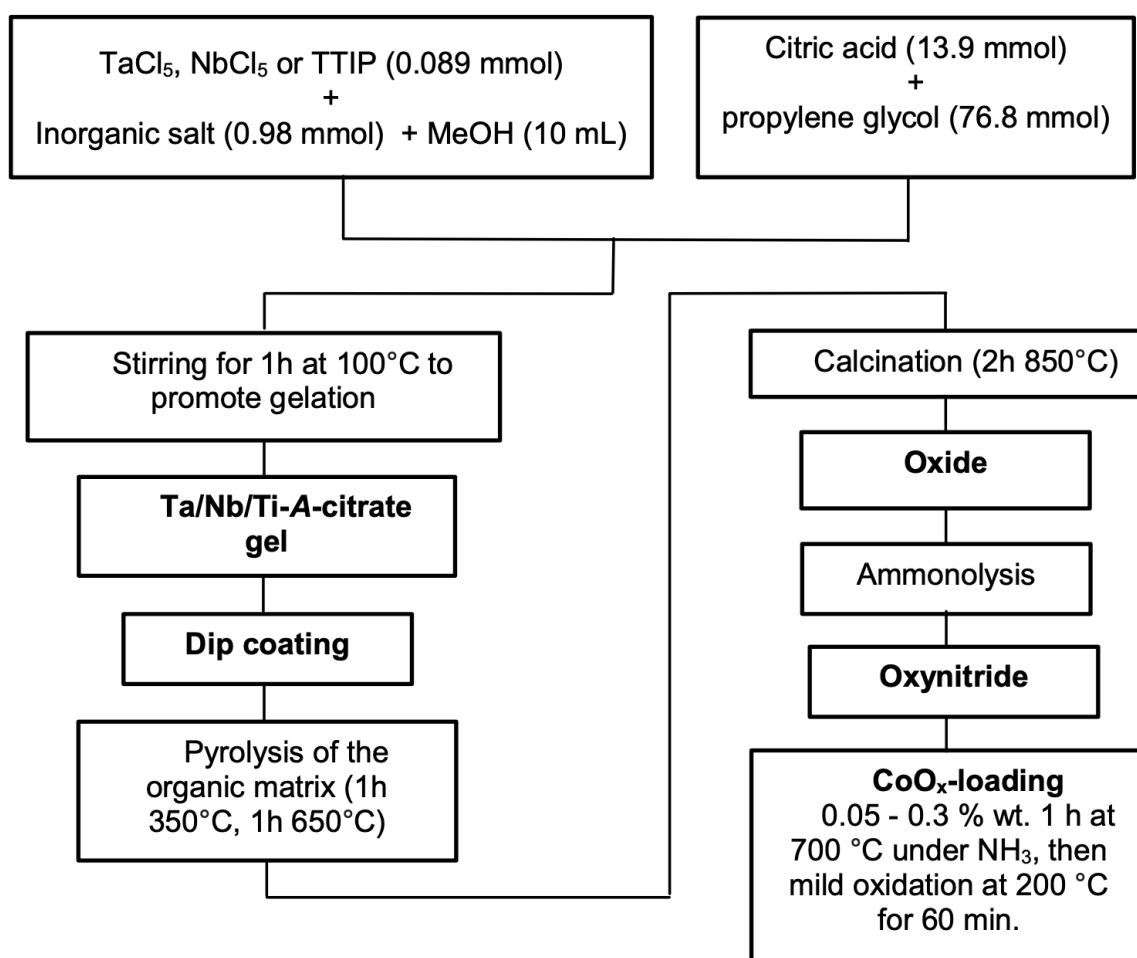 TaCl₅, NbCl₅ or TTIP (0.089 mmol)
+
Inorganic salt (0.98 mmol) + MeOH (10 mL)
Citric acid (13.9 mmol)
+
propylene glycol (76.8 mmol)
Stirring for 1h at 100°C to
promote gelation
Ta/Nb/Ti-A-citrate
gel
Dip coating
Pyrolysis of the
organic matrix (1h
350°C, 1h 650°C)
Calcination (2h 850°C)
Oxide
Ammonolysis
Oxynitride
CoOₓ-loading
0.05 - 0.3 % wt. 1 h at
700 °C under NH₃, then
mild oxidation at 200 °C
for 60 min.